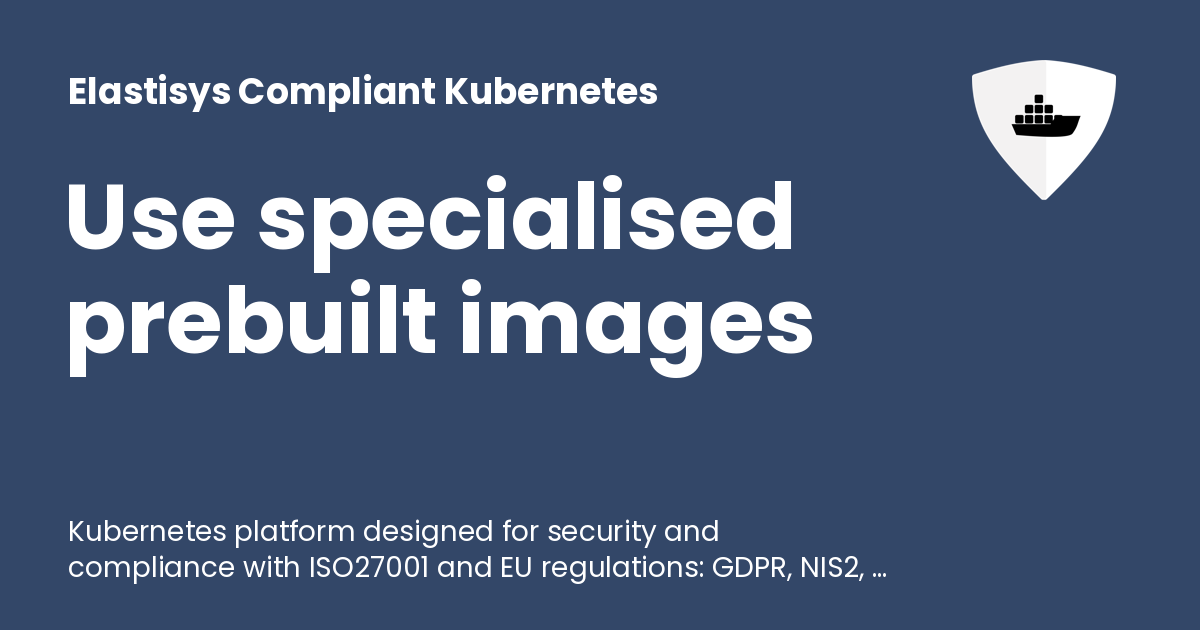 Elastisys Compliant Kubernetes
Use specialised
prebuilt images
Kubernetes platform designed for security and
compliance with ISO27001 and EU regulations: GDPR, NIS2, ...